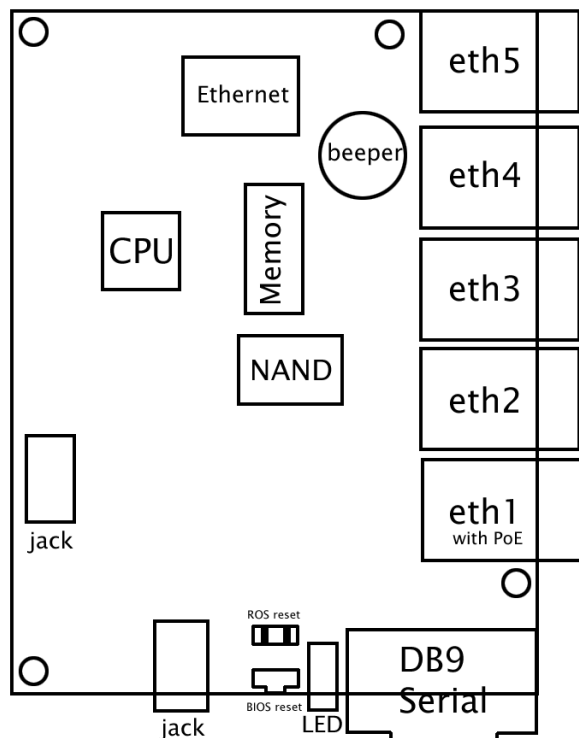 eth5
Ethernet
beeper
eth4
Memory
CPU
eth3
NAND
eth2
eth1
with PoE
jack
ROS reset
DB9
Serial
BIOS reset
LED
jack